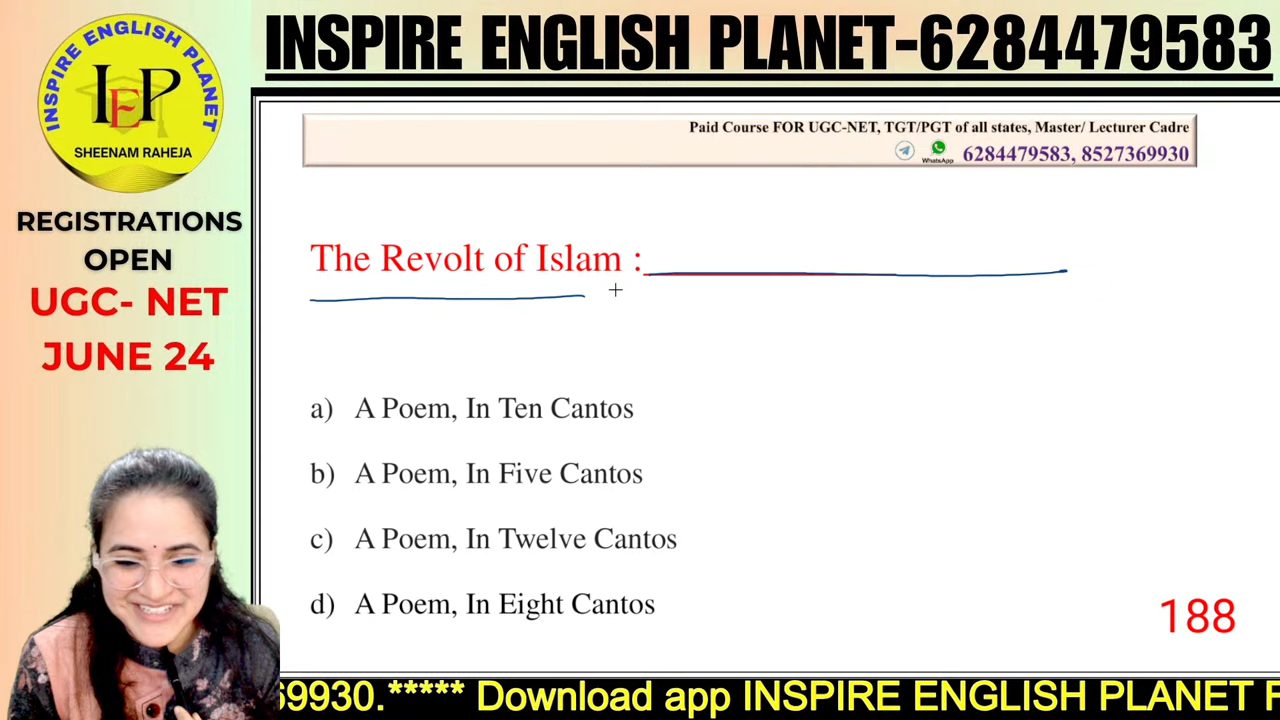 INSPIRE ENGLISH PLANET-6284479583
INSPIRE ENGLISH PLANET
IEP
SHEENAM RAHEJA
REGISTRATIONS
OPEN
UGC- NET
JUNE 24
Paid Course FOR UGC-NET, TGT/PGT of all states, Master/ Lecturer Cadre
WhatsApp 6284479583, 8527369930
The Revolt of Islam :
a) A Poem, In Ten Cantos
b) A Poem, In Five Cantos
c) A Poem, In Twelve Cantos
d) A Poem, In Eight Cantos
188
69930.***** Download app INSPIRE ENGLISH PLANET F